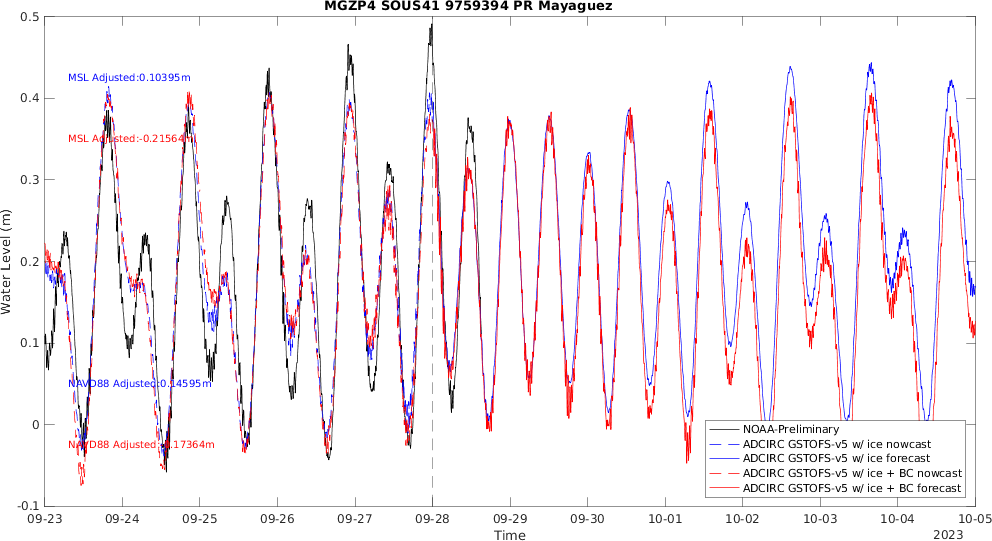 MGZP4 SOUS41 9759394 PR Mayaguez
Water Level (m)
0.5
0.4
0.3
0.2
0.1
0
-0.1
MSL Adjusted:0.10395m
MSL Adjusted:-0.21564m
NAVD88 Adjusted:0.14595m
NAVD88 Adjusted:-0.17364m
NOAA-Preliminary
ADCIRC GSTOFS-v5 w/ ice nowcast
ADCIRC GSTOFS-v5 w/ ice forecast
ADCIRC GSTOFS-v5 w/ ice + BC nowcast
ADCIRC GSTOFS-v5 w/ ice + BC forecast
09-23 09-24 09-25 09-26 09-27 09-28 09-29 09-30 10-01 10-02 10-03 10-04 10-05
Time
2023